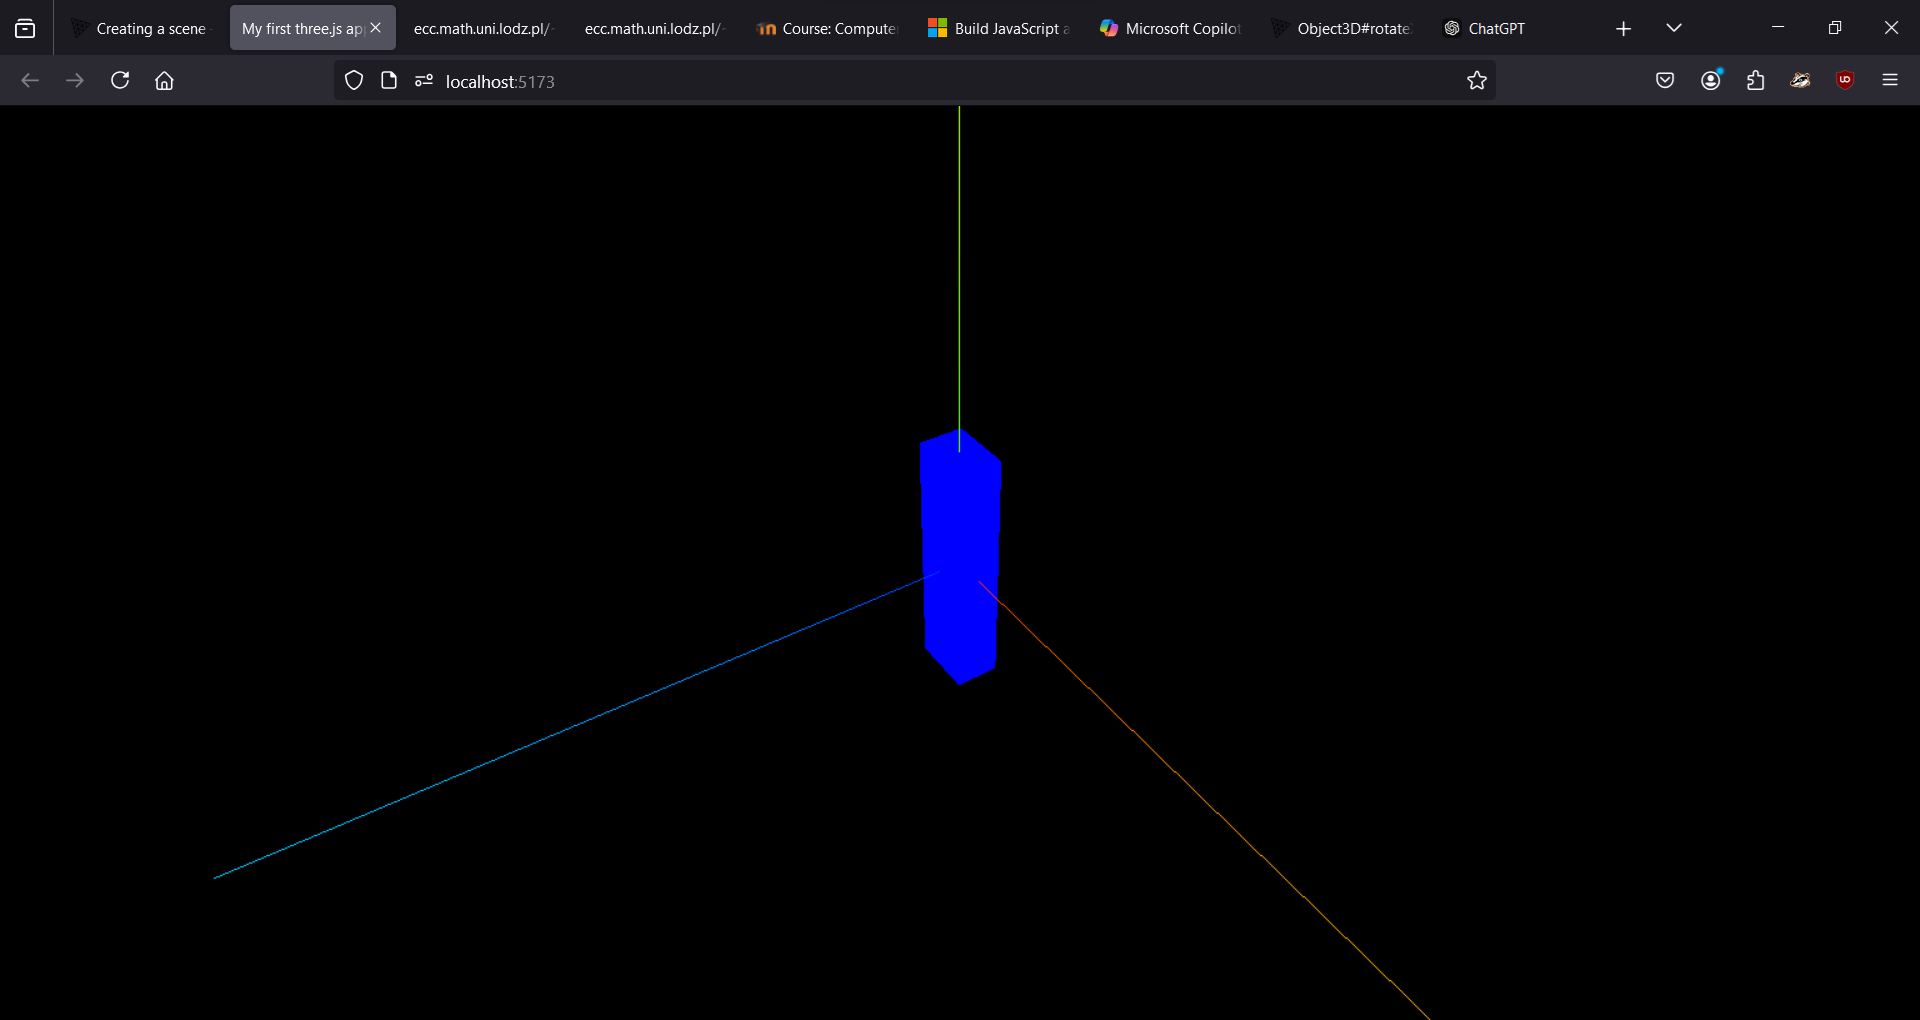 Creating a scene
My first three.js ap
ecc.math.uni.lodz.pl/
ecc.math.uni.lodz.pl/
Course: Compute
Build JavaScript a
Microsoft Copilot
Object3D#rotate
ChatGPT
localhost:5173